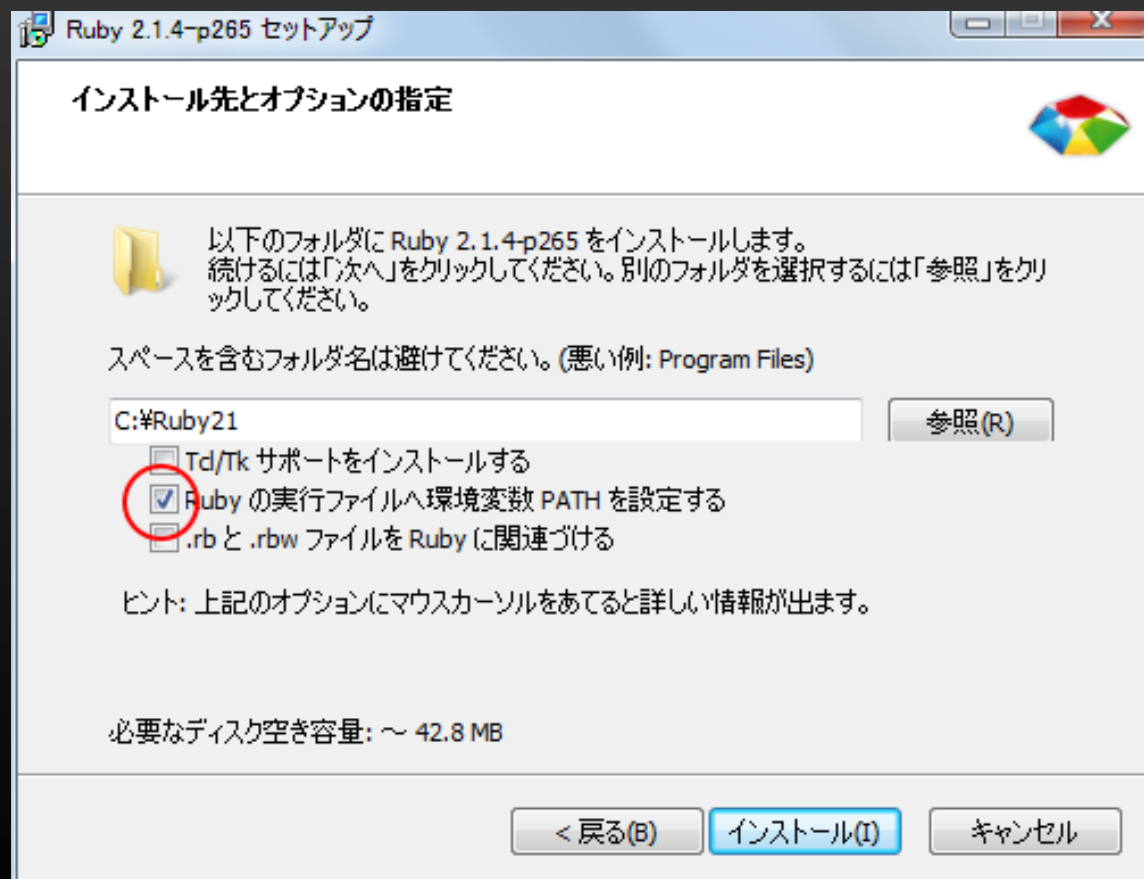 Ruby 2.1.4-p265 セットアップ
インストール先とオプションの指定
以下のフォルダに Ruby 2.1.4-p265 をインストールします。
続けるには「次へ」をクリックしてください。別のフォルダを選択するには「参照」をクリ
ックしてください。
スペースを含むフォルダ名は避けてください。(悪い例: Program Files)
C:¥Ruby21
参照(R)
Tcl/Tk サポートをインストールする
Ruby の実行ファイルへ環境変数 PATH を設定する
.rb と .rbw ファイルを Ruby に関連づける
ヒント: 上記のオプションにマウスカーソルをあてると詳しい情報が出ます。
必要なディスク空き容量: ～ 42.8 MB
< 戻る(B) インストール(I) キャンセル